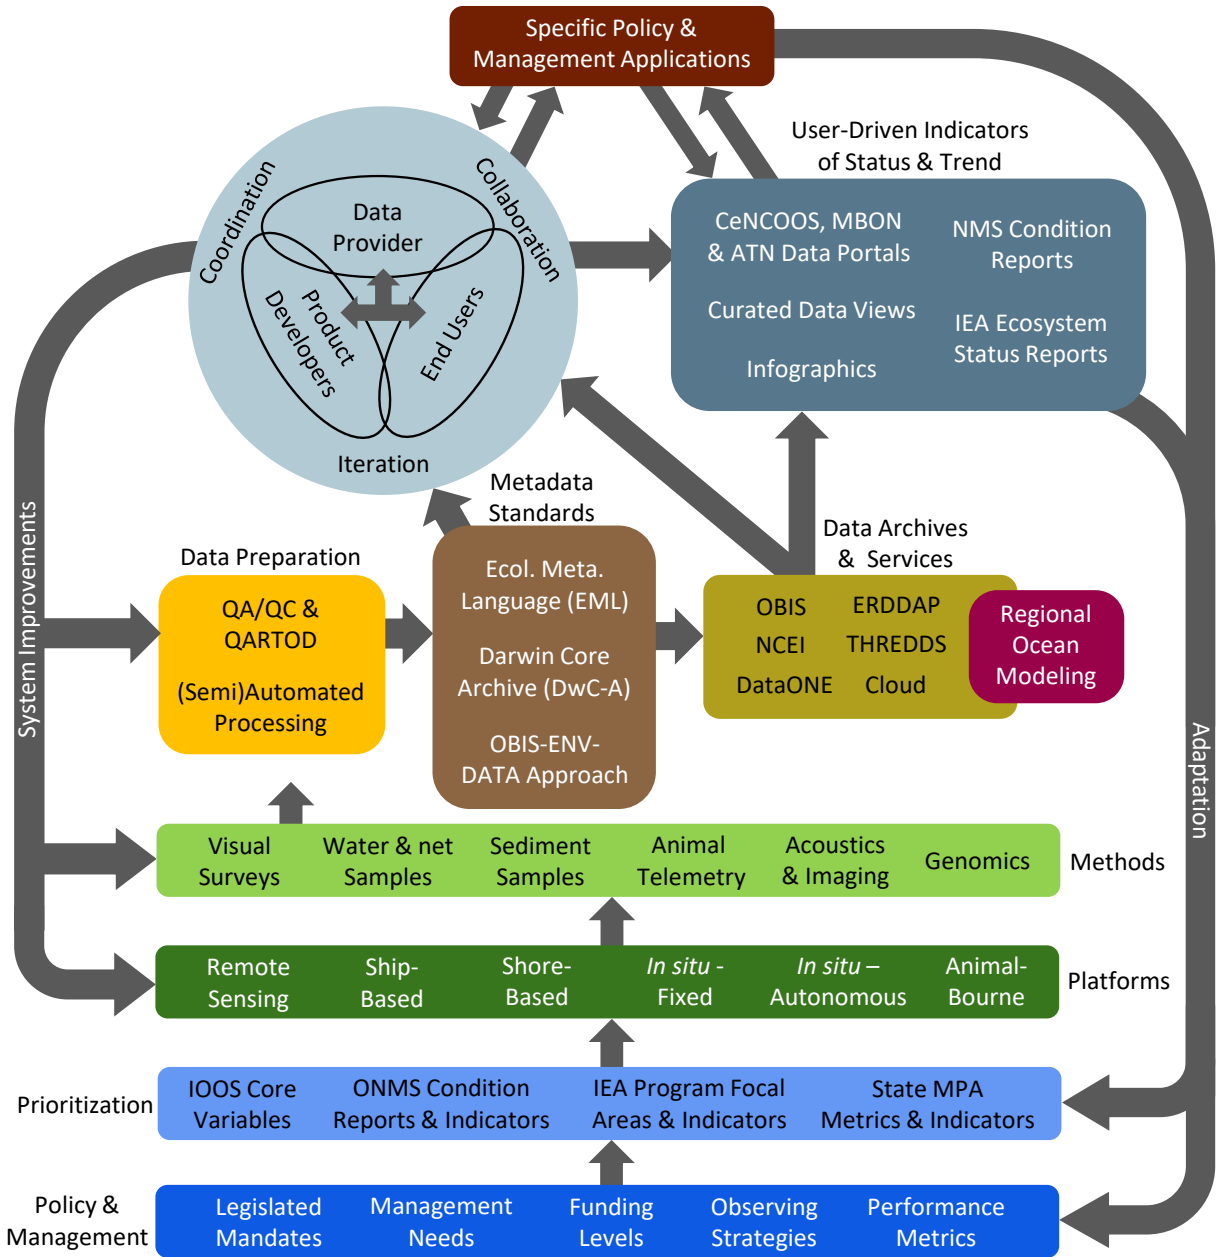 Specific Policy &
Management Applications
User-Driven Indicators
of Status & Trend
Coordination
Collaboration
Iteration
Data
Provider
Product
Developers
End Users
CeNCOOS, MBON
& ATN Data Portals
Curated Data Views
Infographics
NMS Condition
Reports
IEA Ecosystem
Status Reports
System Improvements
Adaptation
Metadata
Standards
Data Preparation
QA/QC &
QARTOD
(Semi)Automated
Processing
Ecol. Meta.
Language (EML)
Darwin Core
Archive (DwC-A)
OBIS-ENV-
DATA Approach
Data Archives
& Services
OBIS
NCEI
DataONE
ERDDAP
THREDDS
Cloud
Regional
Ocean
Modeling
Visual
Surveys
Water & net
Samples
Sediment
Samples
Animal
Telemetry
Acoustics
& Imaging
Genomics
Methods
Remote
Sensing
Ship-
Based
Shore-
Based
In situ -
Fixed
In situ –
Autonomous
Animal-
Bourne
Platforms
Prioritization
IOOS Core
Variables
ONMS Condition
Reports & Indicators
IEA Program Focal
Areas & Indicators
State MPA
Metrics & Indicators
Policy &
Management
Legislated
Mandates
Management
Needs
Funding
Levels
Observing
Strategies
Performance
Metrics